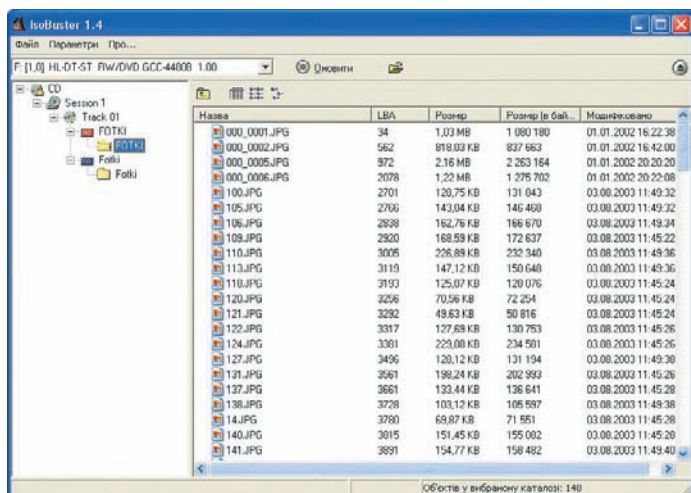 IsoBuster 1.4
Файл Параметри Про...
F: [1,0] HL-DT-ST RW/DVD GCC-4480B 1.00 Оновити
CD
Session 1
Track 01
FOTKI
FOTKI
Fotki
Fotki
Назва LBA Розмір Розмір (в бай... Модифіковано
000_0001.JPG 34 1,03 MB 1 080 180 01.01.2002 16:22:38
000_0002.JPG 562 818,03 KB 837 663 01.01.2002 16:42:00
000_0005.JPG 972 2,16 MB 2 263 164 01.01.2002 20:20:20
000_0006.JPG 2078 1,22 MB 1 275 702 01.01.2002 20:22:08
100.JPG 2701 128,75 KB 131 843 03.08.2003 11:49:32
105.JPG 2766 143,04 KB 146 468 03.08.2003 11:49:32
106.JPG 2838 162,76 KB 166 670 03.08.2003 11:49:34
109.JPG 2920 168,59 KB 172 637 03.08.2003 11:45:22
110.JPG 3005 226,89 KB 232 340 03.08.2003 11:49:36
113.JPG 3119 147,12 KB 150 648 03.08.2003 11:49:36
118.JPG 3193 125,07 KB 128 076 03.08.2003 11:45:24
120.JPG 3256 70,56 KB 72 254 03.08.2003 11:45:24
121.JPG 3292 49,63 KB 50 816 03.08.2003 11:45:24
122.JPG 3317 127,69 KB 130 753 03.08.2003 11:45:26
124.JPG 3381 229,08 KB 234 581 03.08.2003 11:45:26
127.JPG 3496 128,12 KB 131 194 03.08.2003 11:49:38
131.JPG 3561 198,24 KB 202 993 03.08.2003 11:45:26
137.JPG 3661 133,44 KB 136 641 03.08.2003 11:45:28
138.JPG 3728 103,12 KB 105 597 03.08.2003 11:49:38
14.JPG 3780 69,87 KB 71 551 03.08.2003 11:45:28
140.JPG 3815 151,45 KB 155 082 03.08.2003 11:45:28
141.JPG 3891 154,77 KB 158 482 03.08.2003 11:49:40
Об'єктів у вибраному каталозі: 148